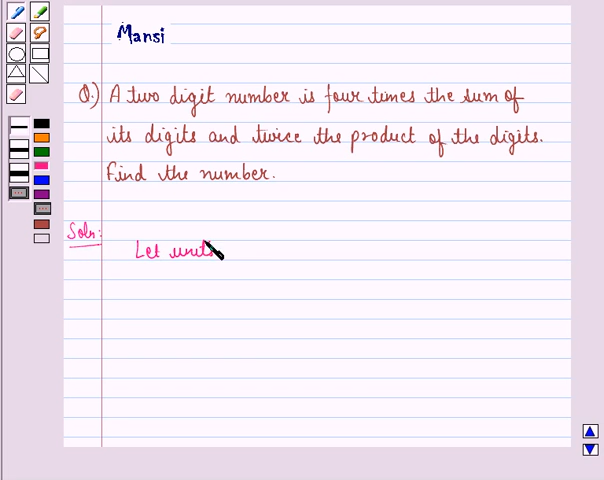 Mansi
Q.) A two digit number is four times the sum of
its digits and twice the product of the digits.
Find the number.
Soln:
Let units